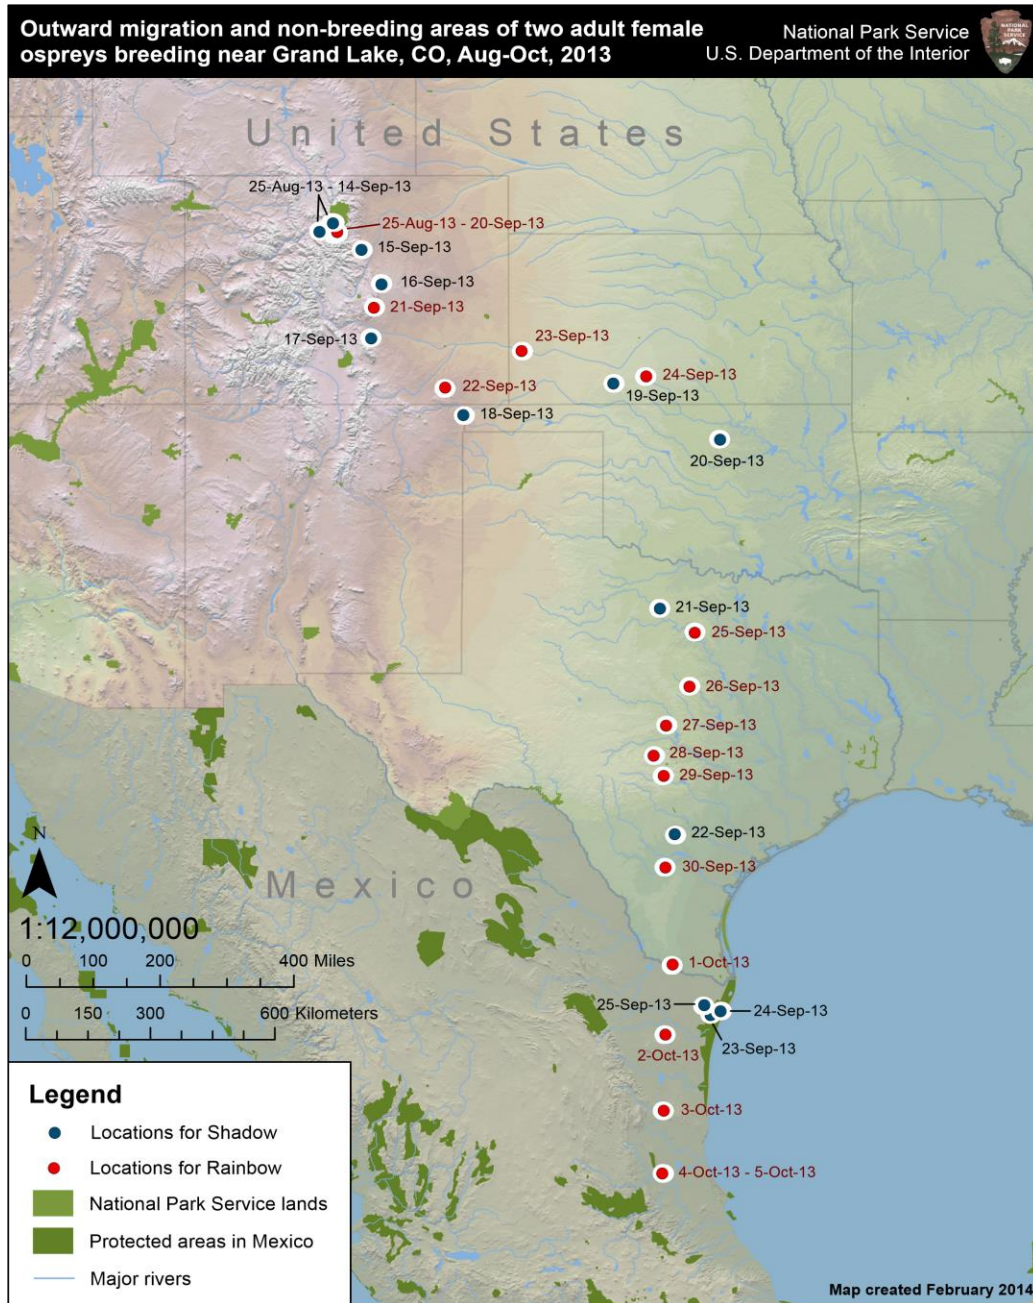 Outward migration and non-breeding areas of two adult female
ospreys breeding near Grand Lake, CO, Aug-Oct, 2013
National Park Service
U.S. Department of the Interior
NATIONAL
PARK
SERVICE
United States
25-Aug-13 - 14-Sep-13
25-Aug-13 - 20-Sep-13
15-Sep-13
16-Sep-13
21-Sep-13
17-Sep-13
23-Sep-13
22-Sep-13
24-Sep-13
19-Sep-13
18-Sep-13
20-Sep-13
21-Sep-13
25-Sep-13
26-Sep-13
27-Sep-13
28-Sep-13
29-Sep-13
22-Sep-13
30-Sep-13
Mexico
N
1:12,000,000
0 100 200 400 Miles
0 150 300 600 Kilometers
1-Oct-13
25-Sep-13
24-Sep-13
23-Sep-13
2-Oct-13
3-Oct-13
4-Oct-13 - 5-Oct-13
Legend
Locations for Shadow
Locations for Rainbow
National Park Service lands
Protected areas in Mexico
Major rivers
Map created February 2014